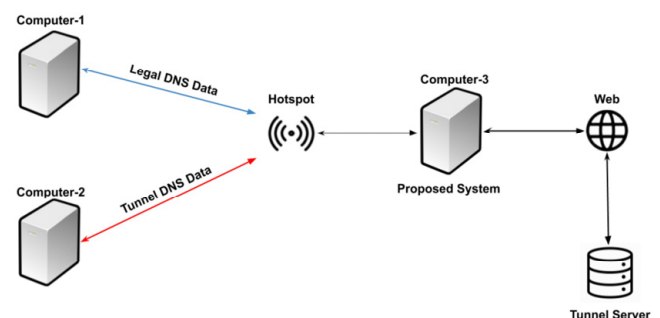 Computer-1
Legal DNS Data
Hotspot
Computer-3
Web
Computer-2
Tunnel DNS Data
Proposed System
Tunnel Server